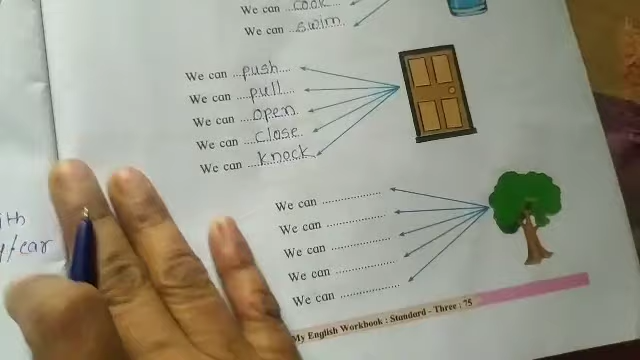 We can ...cook...
We can ...swim...
We can ...push...
We can ...pull...
We can ...open...
We can ...close...
We can ...knock...
We can ....................
We can ....................
We can ....................
We can ....................
We can ....................
My English Workbook : Standard - Three : 75